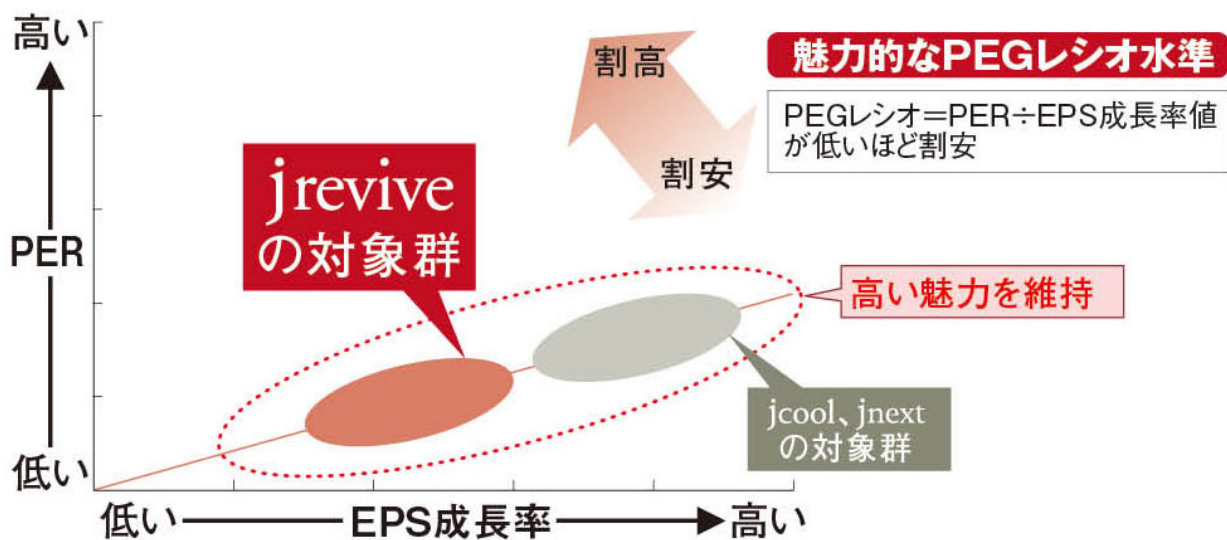 高い
PER
低い
低い
EPS成長率
高い
割高
割安
魅力的なPEGレシオ水準
PEGレシオ＝PER÷EPS成長率値
が低いほど割安
jrevive
の対象群
高い魅力を維持
jcool、jnext
の対象群